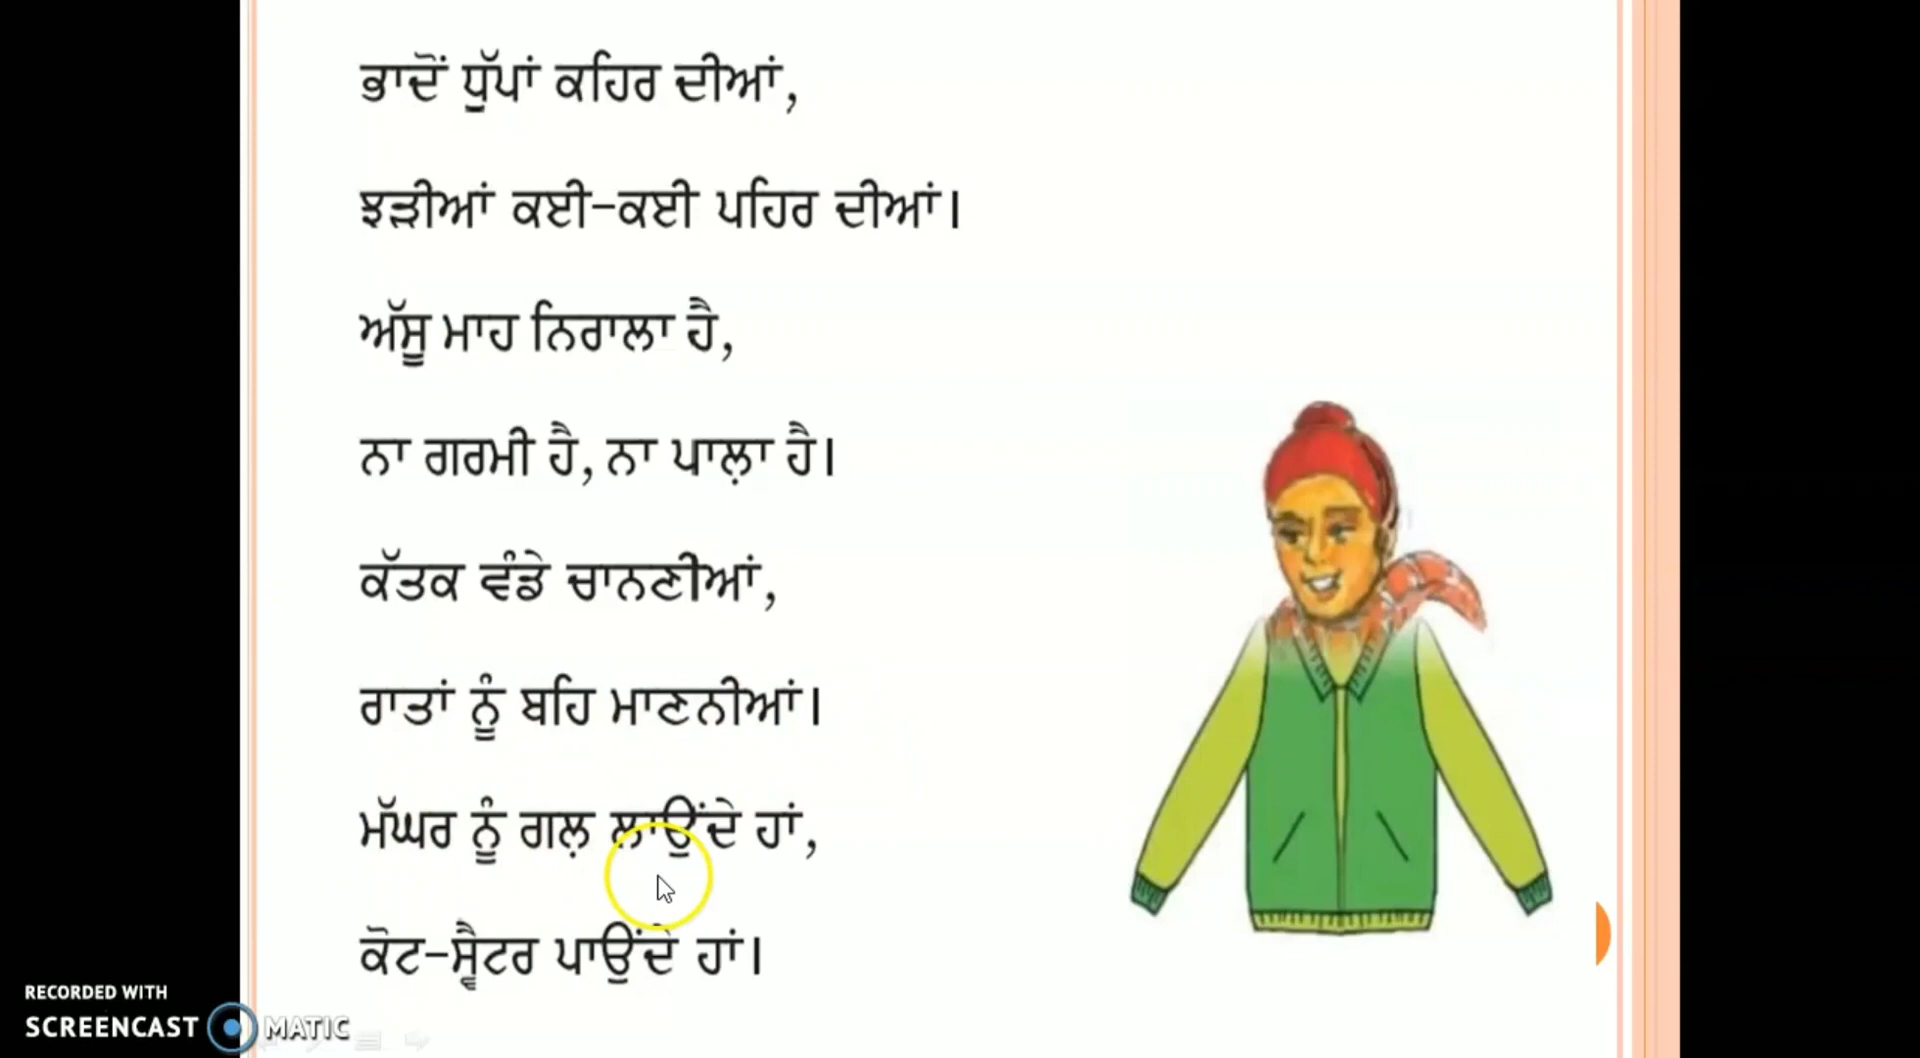 ਭਾਦੋਂ ਧੁੱਪਾਂ ਕਹਿਰ ਦੀਆਂ,
ਝੜੀਆਂ ਕਈ-ਕਈ ਪਹਿਰ ਦੀਆਂ।
ਅੱਸੂ ਮਾਹ ਨਿਰਾਲਾ ਹੈ,
ਨਾ ਗਰਮੀ ਹੈ, ਨਾ ਪਾਲ਼ਾ ਹੈ।
ਕੱਤਕ ਵੰਡੇ ਚਾਨਣੀਆਂ,
ਰਾਤਾਂ ਨੂੰ ਬਹਿ ਮਾਣਨੀਆਂ।
ਮੱਘਰ ਨੂੰ ਗਲ਼ ਲਾਉਂਦੇ ਹਾਂ,
ਕੋਟ-ਸ੍ਵੈਟਰ ਪਾਉਂਦੇ ਹਾਂ।
RECORDED WITH
SCREENCAST MATIC